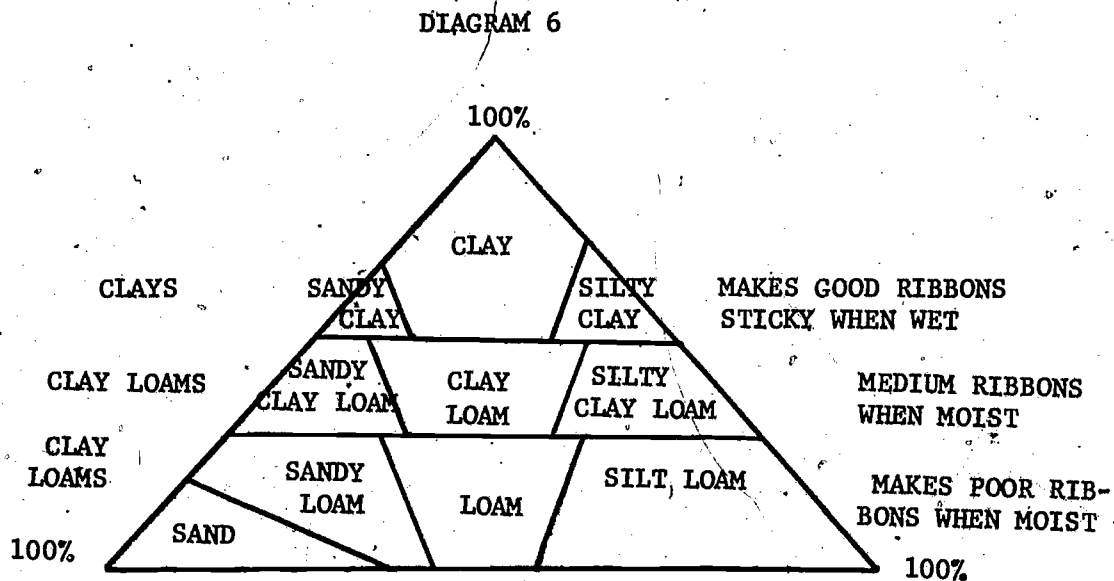 DIAGRAM 6
100%
CLAY
CLAYS
SANDY
CLAY
SILTY
CLAY
MAKES GOOD RIBBONS
STICKY WHEN WET
CLAY LOAMS
SANDY
CLAY LOAM
CLAY
LOAM
SILTY
CLAY LOAM
MEDIUM RIBBONS
WHEN MOIST
CLAY
LOAMS
SANDY
LOAM
LOAM
SILT LOAM
MAKES POOR RIB-
BONS WHEN MOIST
SAND
100%
100%